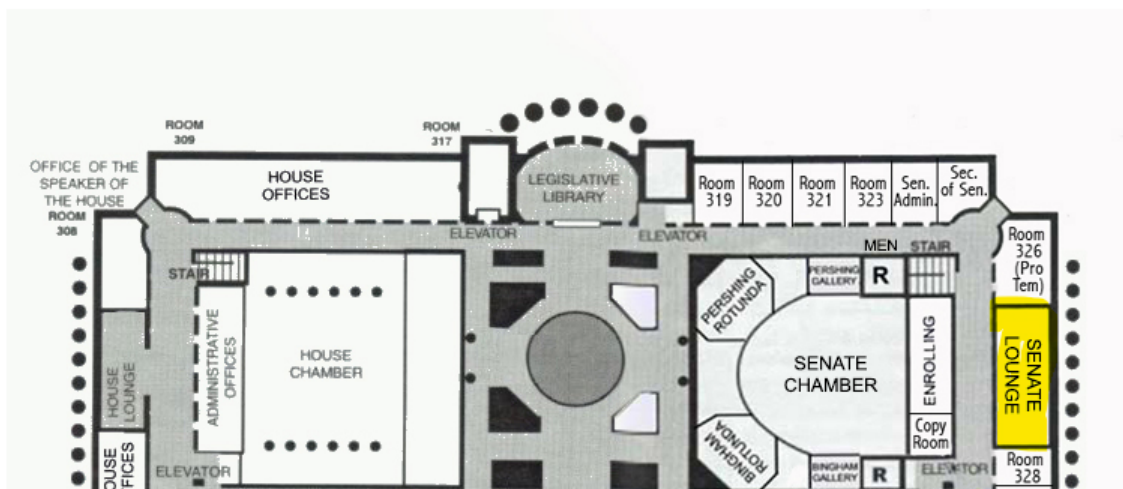 ROOM
309
ROOM
317
OFFICE OF THE
SPEAKER OF
THE HOUSE
ROOM
308
HOUSE
OFFICES
LEGISLATIVE
LIBRARY
Room
319
Room
320
Room
321
Room
323
Sen.
Admin.
Sec.
of Sen.
ELEVATOR
ELEVATOR
MEN
STAIR
Room
326
(Pro
Tem)
STAIR
PERSHING
GALLERY
R
PERSHING
ROTUNDA
ADMINISTRATIVE
OFFICES
HOUSE
CHAMBER
SENATE
CHAMBER
ENROLLING
SENATE
LOUNGE
HOUSE
LOUNGE
Copy
Room
BINGHAM
ROTUNDA
OUSE
FFICES
ELEVATOR
BINGHAM
GALLERY
R
ELEVATOR
Room
328